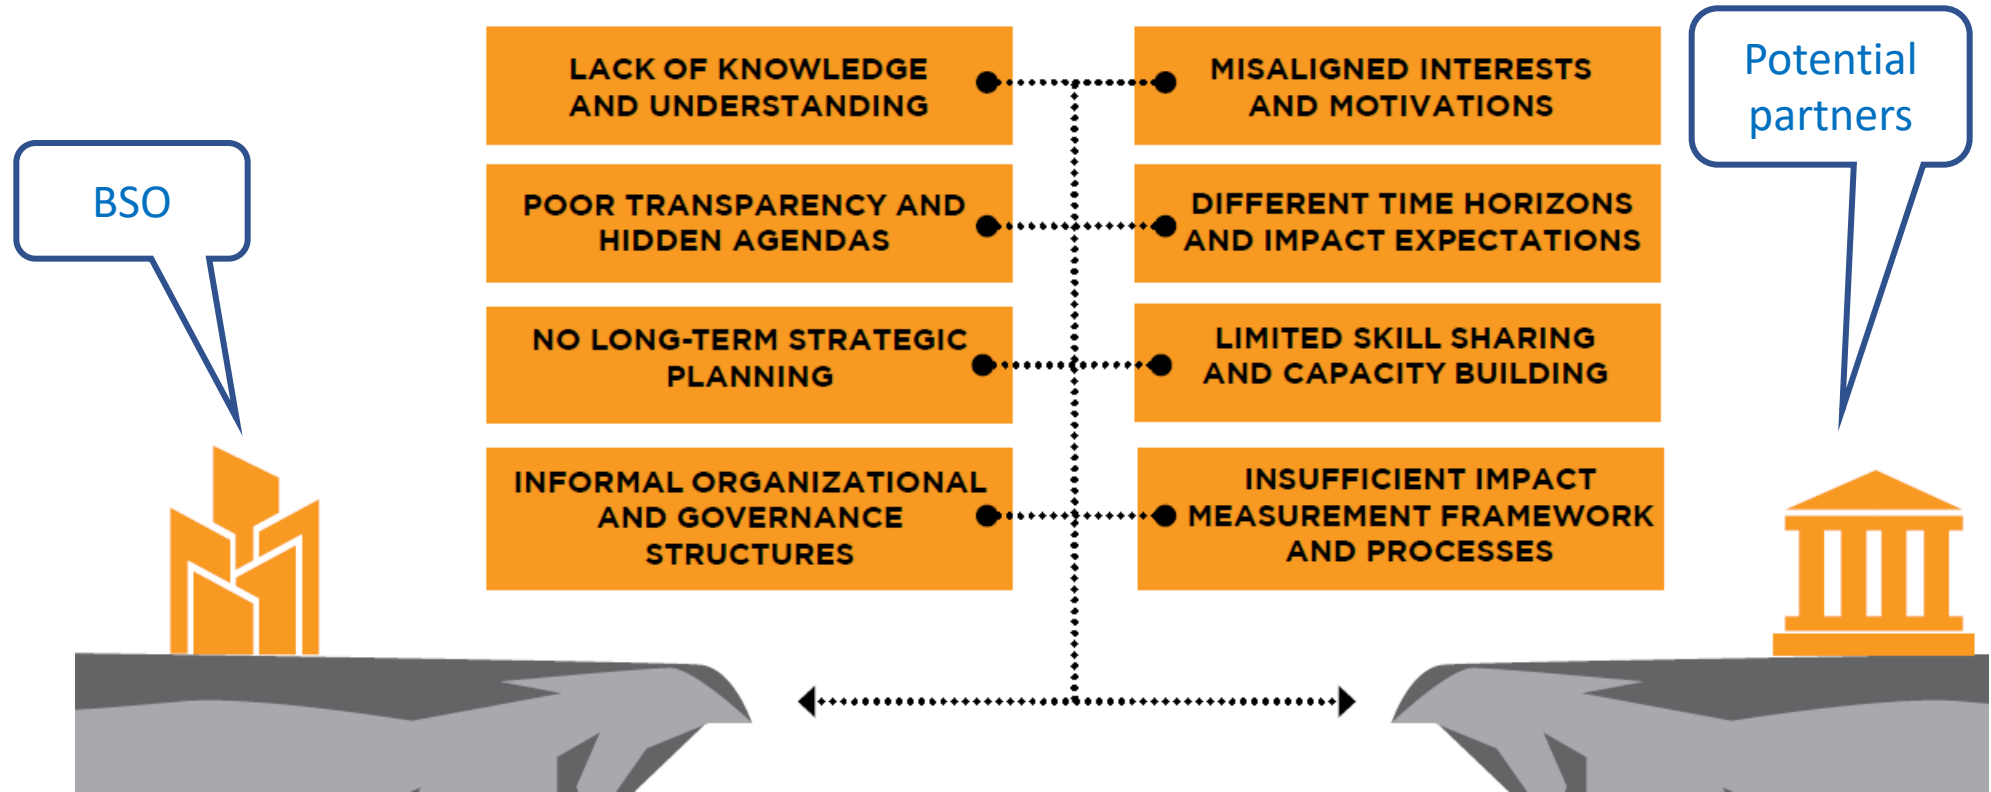 BSO
LACK OF KNOWLEDGE
AND UNDERSTANDING
POOR TRANSPARENCY AND
HIDDEN AGENDAS
NO LONG-TERM STRATEGIC
PLANNING
INFORMAL ORGANIZATIONAL
AND GOVERNANCE
STRUCTURES
MISALIGNED INTERESTS
AND MOTIVATIONS
DIFFERENT TIME HORIZONS
AND IMPACT EXPECTATIONS
LIMITED SKILL SHARING
AND CAPACITY BUILDING
INSUFFICIENT IMPACT
MEASUREMENT FRAMEWORK
AND PROCESSES
Potential
partners